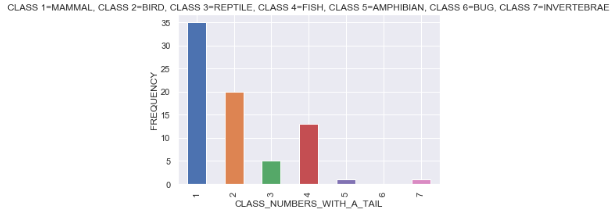 CLASS 1=MAMMAL, CLASS 2=BIRD, CLASS 3=REPTILE, CLASS 4=FISH, CLASS 5=AMPHIBIAN, CLASS 6=BUG, CLASS 7=INVERTEBRAE
35
30
25
20
15
10
5
0
FREQUENCY
1 2 3 4 5 6 7
CLASS_NUMBERS_WITH_A_TAIL